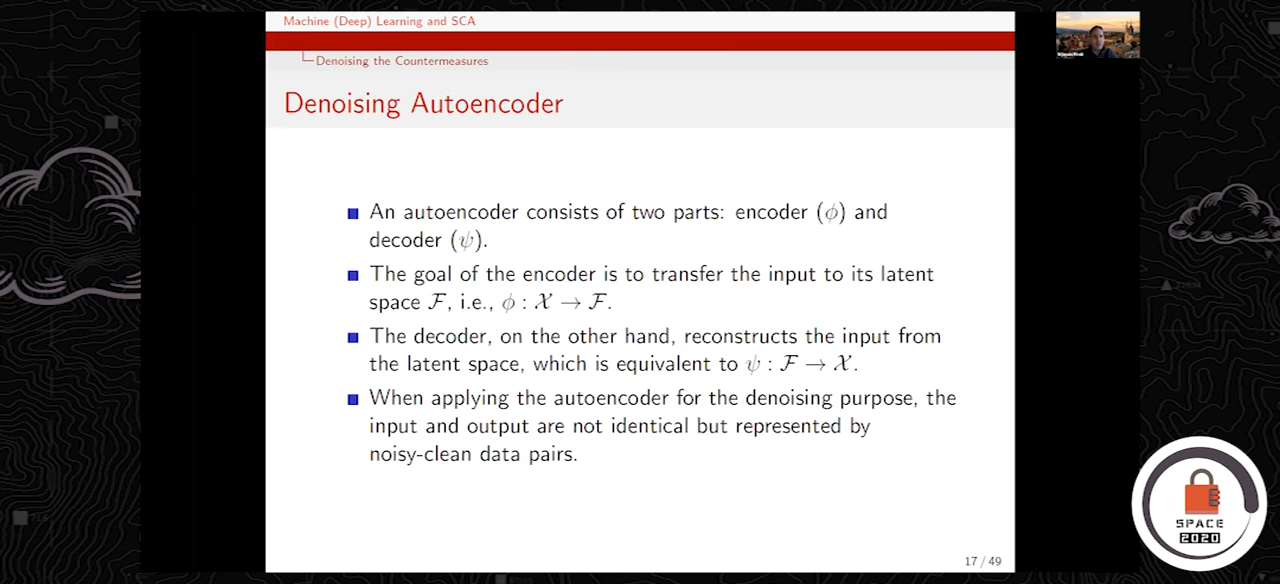 Machine (Deep) Learning and SCA
Denoising the Countermeasures
Denoising Autoencoder
An autoencoder consists of two parts: encoder (ϕ) and
decoder (ψ).
The goal of the encoder is to transfer the input to its latent
space ℱ, i.e., ϕ : 𝒳 → ℱ.
The decoder, on the other hand, reconstructs the input from
the latent space, which is equivalent to ψ : ℱ → 𝒳.
When applying the autoencoder for the denoising purpose, the
input and output are not identical but represented by
noisy-clean data pairs.
17 / 49
SPACE
2020